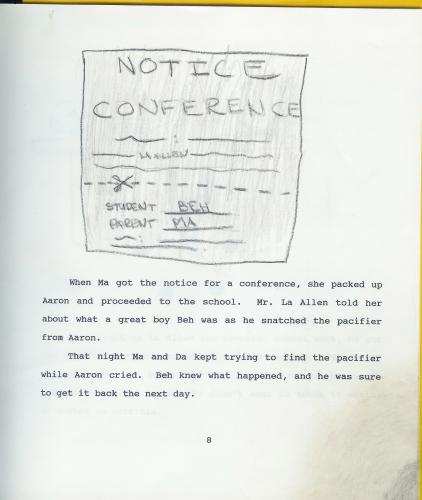 NOTICE
CONFERENCE
STUDENT BEH
PARENT MA
When Ma got the notice for a conference, she packed up
Aaron and proceeded to the school. Mr. La Allen told her
about what a great boy Beh was as he snatched the pacifier
from Aaron.
That night Ma and Da kept trying to find the pacifier
while Aaron cried. Beh knew what happened, and he was sure
to get it back the next day.
8